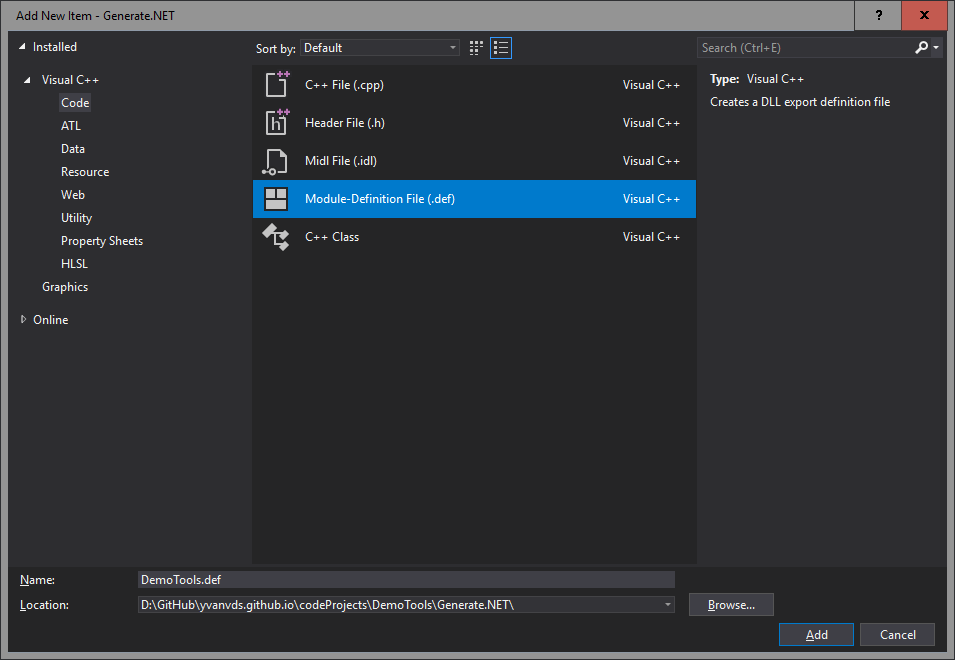 Add New Item - Generate.NET
?
x
Installed
Visual C++
Code
ATL
Data
Resource
Web
Utility
Property Sheets
HLSL
Graphics
Online
Sort by: Default
C++ File (.cpp) Visual C++
Header File (.h) Visual C++
Midl File (.idl) Visual C++
Module-Definition File (.def) Visual C++
C++ Class Visual C++
Search (Ctrl+E)
Type: Visual C++
Creates a DLL export definition file
Name: DemoTools.def
Location: D:\GitHub\yvanvds.github.io\codeProjects\DemoTools\Generate.NET\
Browse...
Add
Cancel